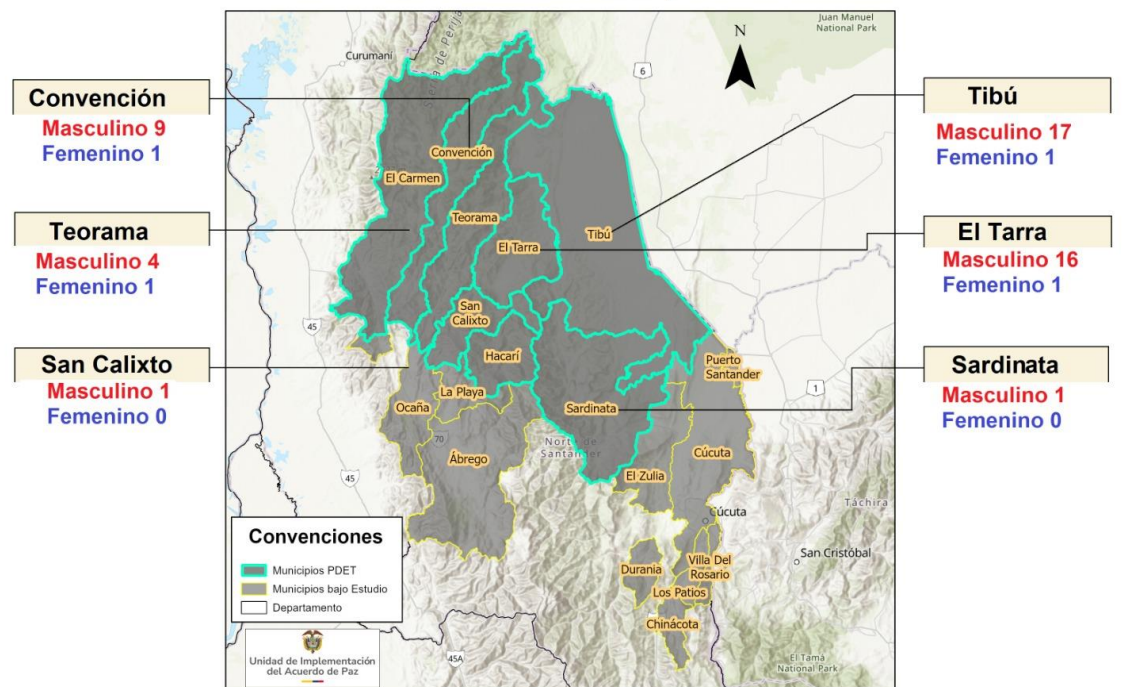 Convención
Masculino 9
Femenino 1
Teorama
Masculino 4
Femenino 1
San Calixto
Masculino 1
Femenino 0
Juan Manuel
National Park
N
6
Curumaní
Convención
El Carmen
Teorama
El Tarra
Tibú
San
Calixto
Hacarí
45
Puerto
Santander
1
La Playa
Ocaña
Sardinata
70
Norte de
Santander
Ábrego
Cúcuta
El Zulia
45
Táchira
Cúcuta
San Cristóbal
Villa Del
Rosario
Durania
Los Patios
Chinácota
El Tamá
National Park
45A
Convenciones
Municipios PDET
Municipios bajo Estudio
Departamento
Unidad de Implementación
del Acuerdo de Paz
Tibú
Masculino 17
Femenino 1
El Tarra
Masculino 16
Femenino 1
Sardinata
Masculino 1
Femenino 0